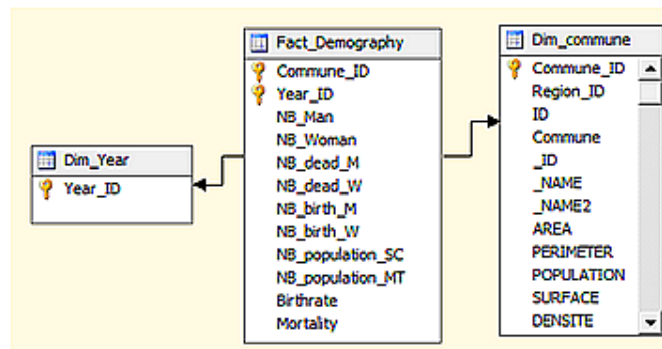 Dim_Year
Year_ID
Fact_Demography
Commune_ID
Year_ID
NB_Man
NB_Woman
NB_dead_M
NB_dead_W
NB_birth_M
NB_birth_W
NB_population_SC
NB_population_MT
Birthrate
Mortality
Dim_commune
Commune_ID
Region_ID
ID
Commune
_ID
_NAME
_NAME2
AREA
PERIMETER
POPULATION
SURFACE
DENSITE